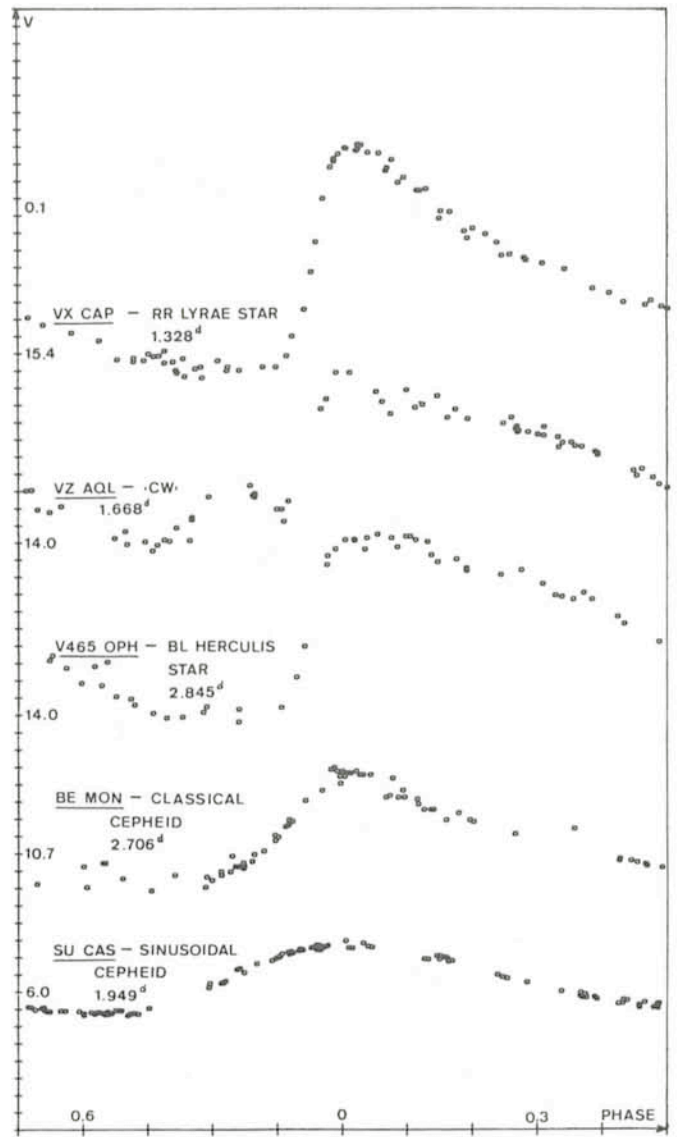 V
0.1
VX CAP – RR LYRAE STAR
1.328d
15.4
VZ AQL – ‹CW›
1.668d
14.0
V465 OPH – BL HERCULIS
STAR
2.845d
14.0
BE MON – CLASSICAL
CEPHEID
10.7
2.706d
SU CAS – SINUSOIDAL
CEPHEID
6.0
1.949d
0.6
0
0.3
PHASE